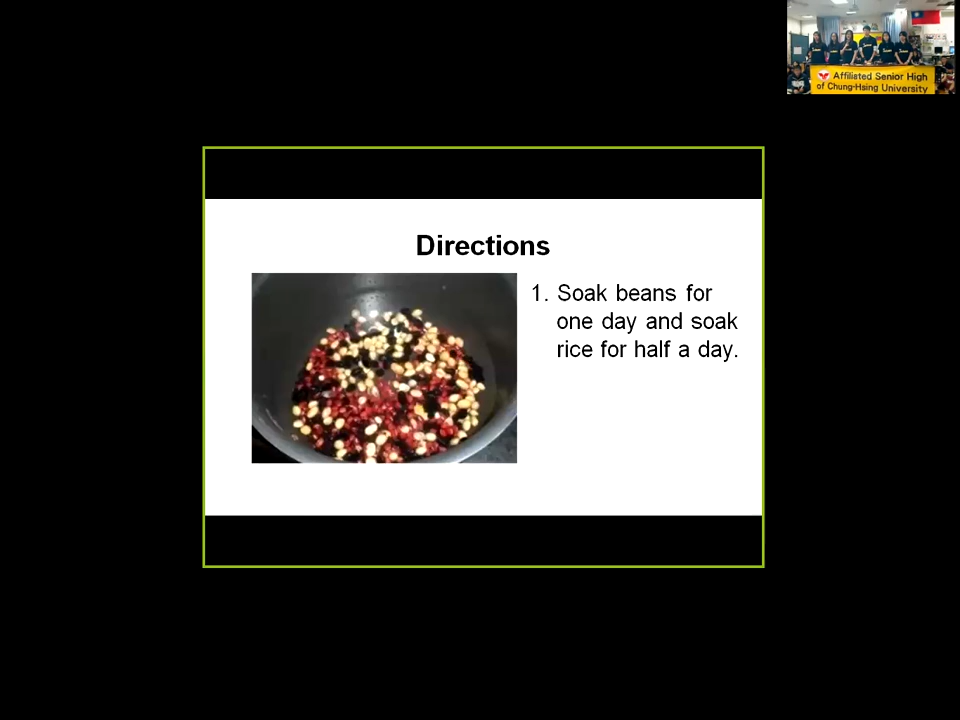 Affiliated Senior High
of Chung-Hsing University
Directions
1. Soak beans for
one day and soak
rice for half a day.